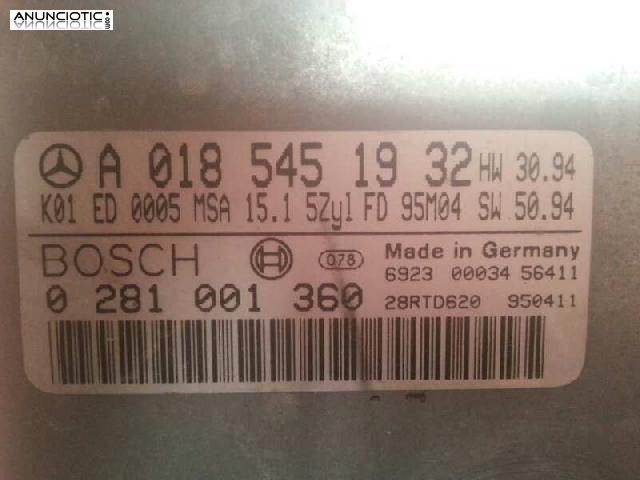 ANUNCIOTIC.com
A 018 545 19 32 HW 30.94
K01 ED 0005 MSA 15.1 5Zyl FD 95M04 SW 50.94
BOSCH 078 Made in Germany
6923 00034 56411
0 281 001 360 28RTD620 950411